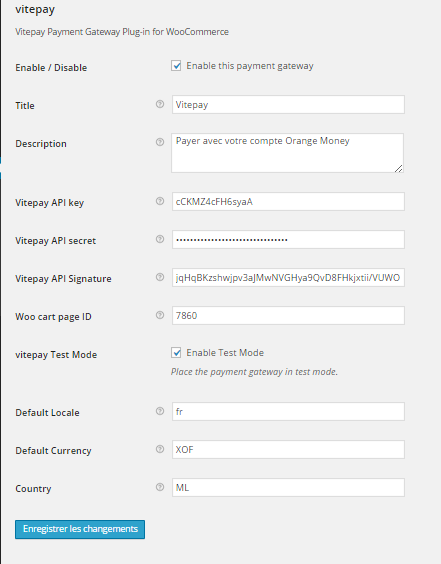 vitepay
Vitepay Payment Gateway Plug-in for WooCommerce
Enable / Disable
Enable this payment gateway
Title
Vitepay
Description
Payer avec votre compte Orange Money
Vitepay API key
cCKMZ4cFH6syaA
Vitepay API secret
Vitepay API Signature
jqHqBKzshwjpv3aJMwNVGHya9QvD8FHkjxtii/VUWO
Woo cart page ID
7860
vitepay Test Mode
Enable Test Mode
Place the payment gateway in test mode.
Default Locale
fr
Default Currency
XOF
Country
ML
Enregistrer les changements